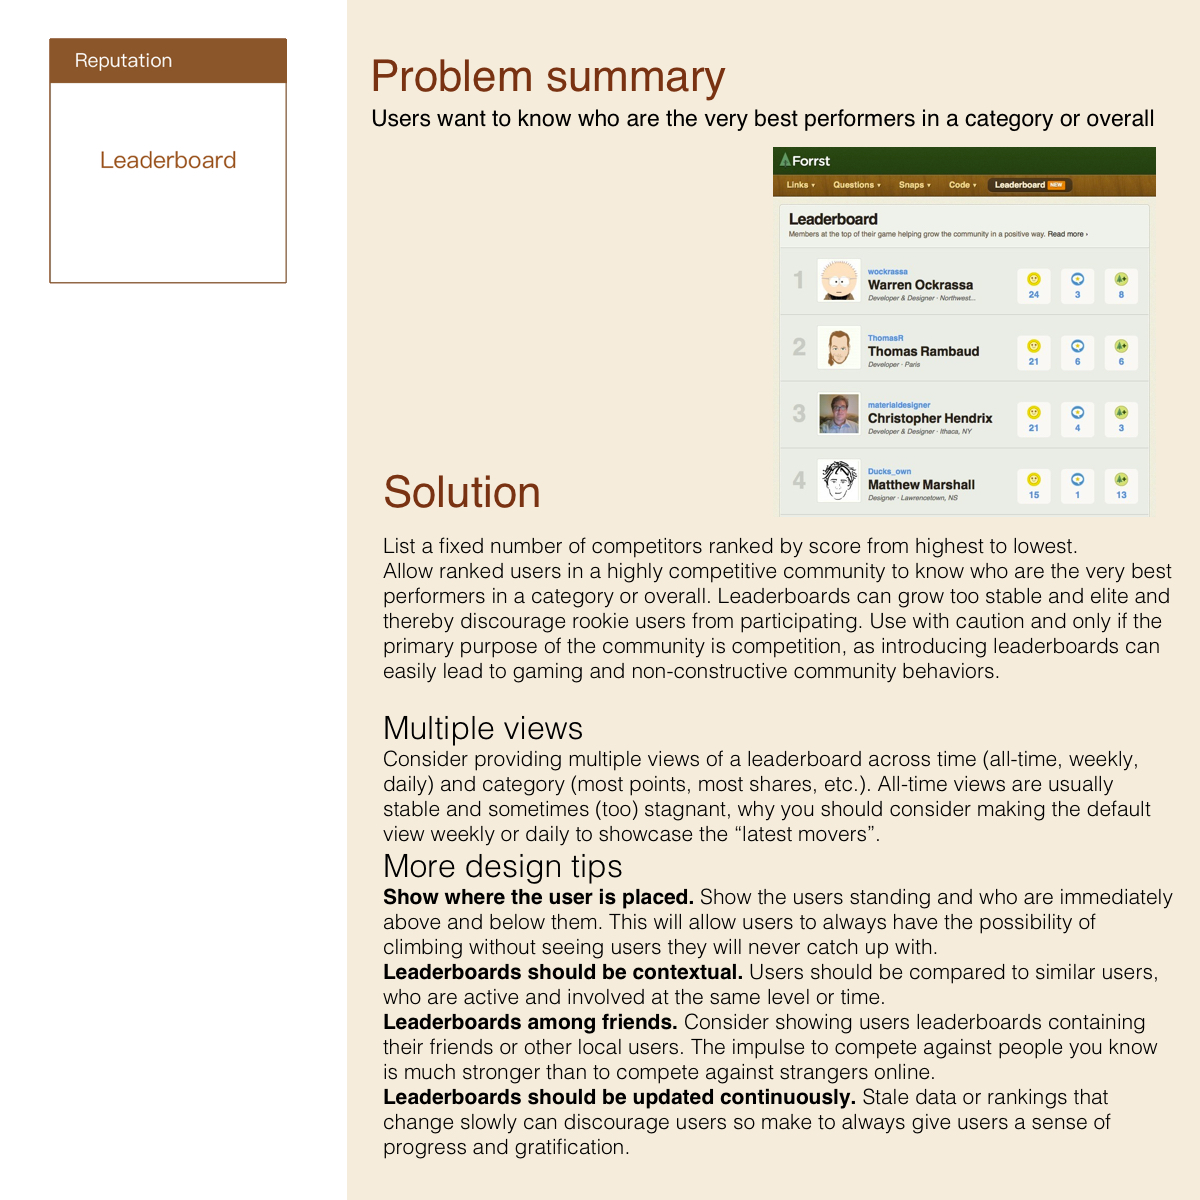 Reputation
Leaderboard
Problem summary
Users want to know who are the very best performers in a category or overall
Forrst
Links ▾ Questions ▾ Snaps ▾ Code ▾ Leaderboard NEW
Leaderboard
Members at the top of their game helping grow the community in a positive way. Read more ›
1
wockrassa
Warren Ockrassa
Developer & Designer · Northwest...
24 3 8
2
ThomasR
Thomas Rambaud
Developer · Paris
21 6 6
3
materialdesigner
Christopher Hendrix
Developer & Designer · Ithaca, NY
21 4 3
4
Ducks_own
Matthew Marshall
Designer · Lawrencetown, NS
15 1 13
Solution
List a fixed number of competitors ranked by score from highest to lowest.
Allow ranked users in a highly competitive community to know who are the very best
performers in a category or overall. Leaderboards can grow too stable and elite and
thereby discourage rookie users from participating. Use with caution and only if the
primary purpose of the community is competition, as introducing leaderboards can
easily lead to gaming and non-constructive community behaviors.
Multiple views
Consider providing multiple views of a leaderboard across time (all-time, weekly,
daily) and category (most points, most shares, etc.). All-time views are usually
stable and sometimes (too) stagnant, why you should consider making the default
view weekly or daily to showcase the “latest movers”.
More design tips
Show where the user is placed. Show the users standing and who are immediately
above and below them. This will allow users to always have the possibility of
climbing without seeing users they will never catch up with.
Leaderboards should be contextual. Users should be compared to similar users,
who are active and involved at the same level or time.
Leaderboards among friends. Consider showing users leaderboards containing
their friends or other local users. The impulse to compete against people you know
is much stronger than to compete against strangers online.
Leaderboards should be updated continuously. Stale data or rankings that
change slowly can discourage users so make to always give users a sense of
progress and gratification.